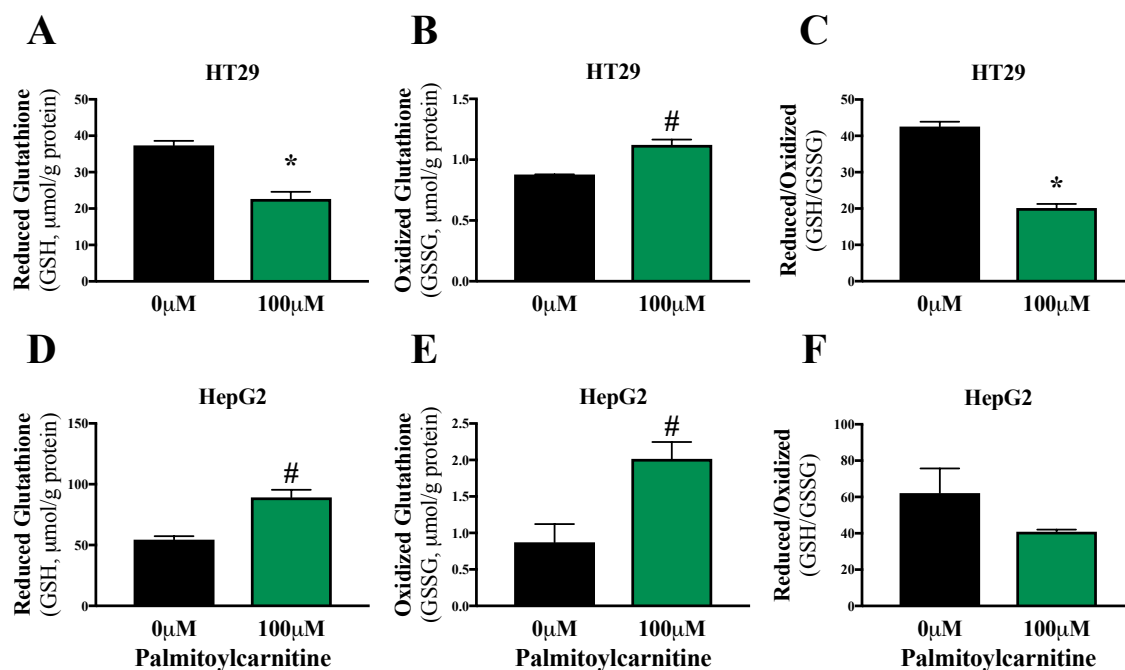 A
HT29
Reduced Glutathione
(GSH, μmol/g protein)
50
40
30
20
10
0
*
0μM
100μM
B
HT29
Oxidized Glutathione
(GSSG, μmol/g protein)
1.5
1.0
0.5
0.0
#
0μM
100μM
C
HT29
Reduced/Oxidized
(GSH/GSSG)
50
40
30
20
10
0
*
0μM
100μM
D
HepG2
Reduced Glutathione
(GSH, μmol/g protein)
150
100
50
0
#
0μM
100μM
Palmitoylcarnitine
E
HepG2
Oxidized Glutathione
(GSSG, μmol/g protein)
2.5
2.0
1.5
1.0
0.5
0.0
#
0μM
100μM
Palmitoylcarnitine
F
HepG2
Reduced/Oxidized
(GSH/GSSG)
100
80
60
40
20
0
0μM
100μM
Palmitoylcarnitine